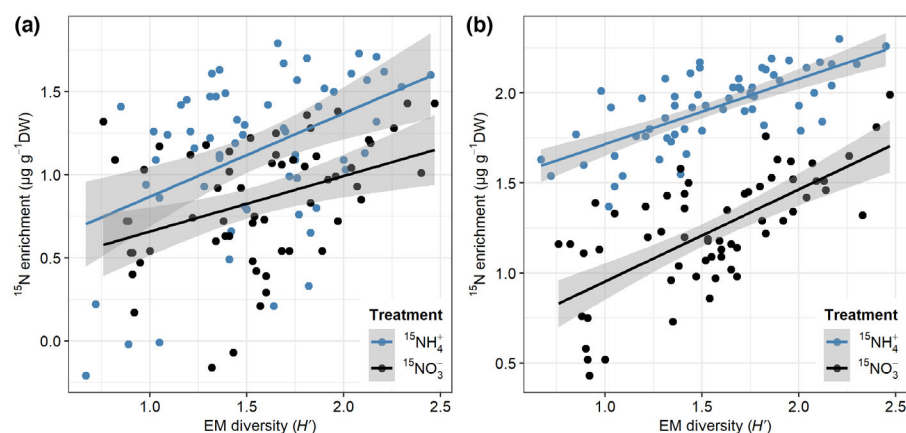 (a)
(b)
1.5
1.0
0.5
0.0
¹⁵N enrichment (µg g⁻¹DW)
1.0
1.5
2.0
2.5
EM diversity (H′)
Treatment
¹⁵NH₄⁺
¹⁵NO₃⁻
2.0
1.5
1.0
0.5
¹⁵N enrichment (µg g⁻¹DW)
1.0
1.5
2.0
2.5
EM diversity (H′)
Treatment
¹⁵NH₄⁺
¹⁵NO₃⁻